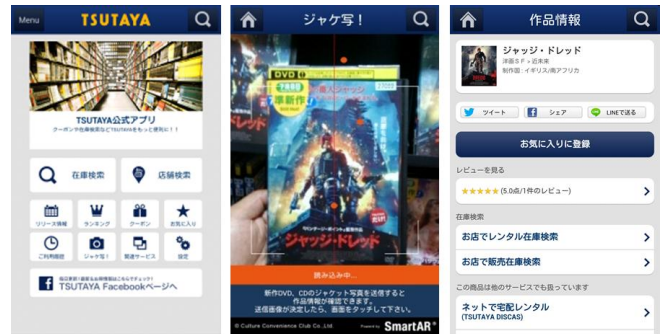 Menu
TSUTAYA
TSUTAYA公式アプリ
クーポンや在庫検索などTSUTAYAをもっと便利に!!
在庫検索
店舗検索
リリース情報
ランキング
クーポン
お気に入り
ご利用履歴
ジャケ写!
関連サービス
設定
TSUTAYA Facebookページへ
ジャケ写!
DVD
準新作
ジャッジ・ドレッド
読み込み中...
新作DVD、CDのジャケット写真を送信すると
作品情報が確認できます。
送信画像が決定したら、画面をタッチして下さい。
© Culture Convenience Club Co.,Ltd.
Powered by SmartAR®
作品情報
ジャッジ・ドレッド
洋画SF > 近未来
制作国:イギリス/南アフリカ
ツイート
シェア
LINEで送る
お気に入りに登録
レビューを見る
★★★★★ (5.0点/1件のレビュー)
在庫検索
お店でレンタル在庫検索
お店で販売在庫検索
この商品は他のサービスでも扱っています
ネットで宅配レンタル
(TSUTAYA DISCAS)